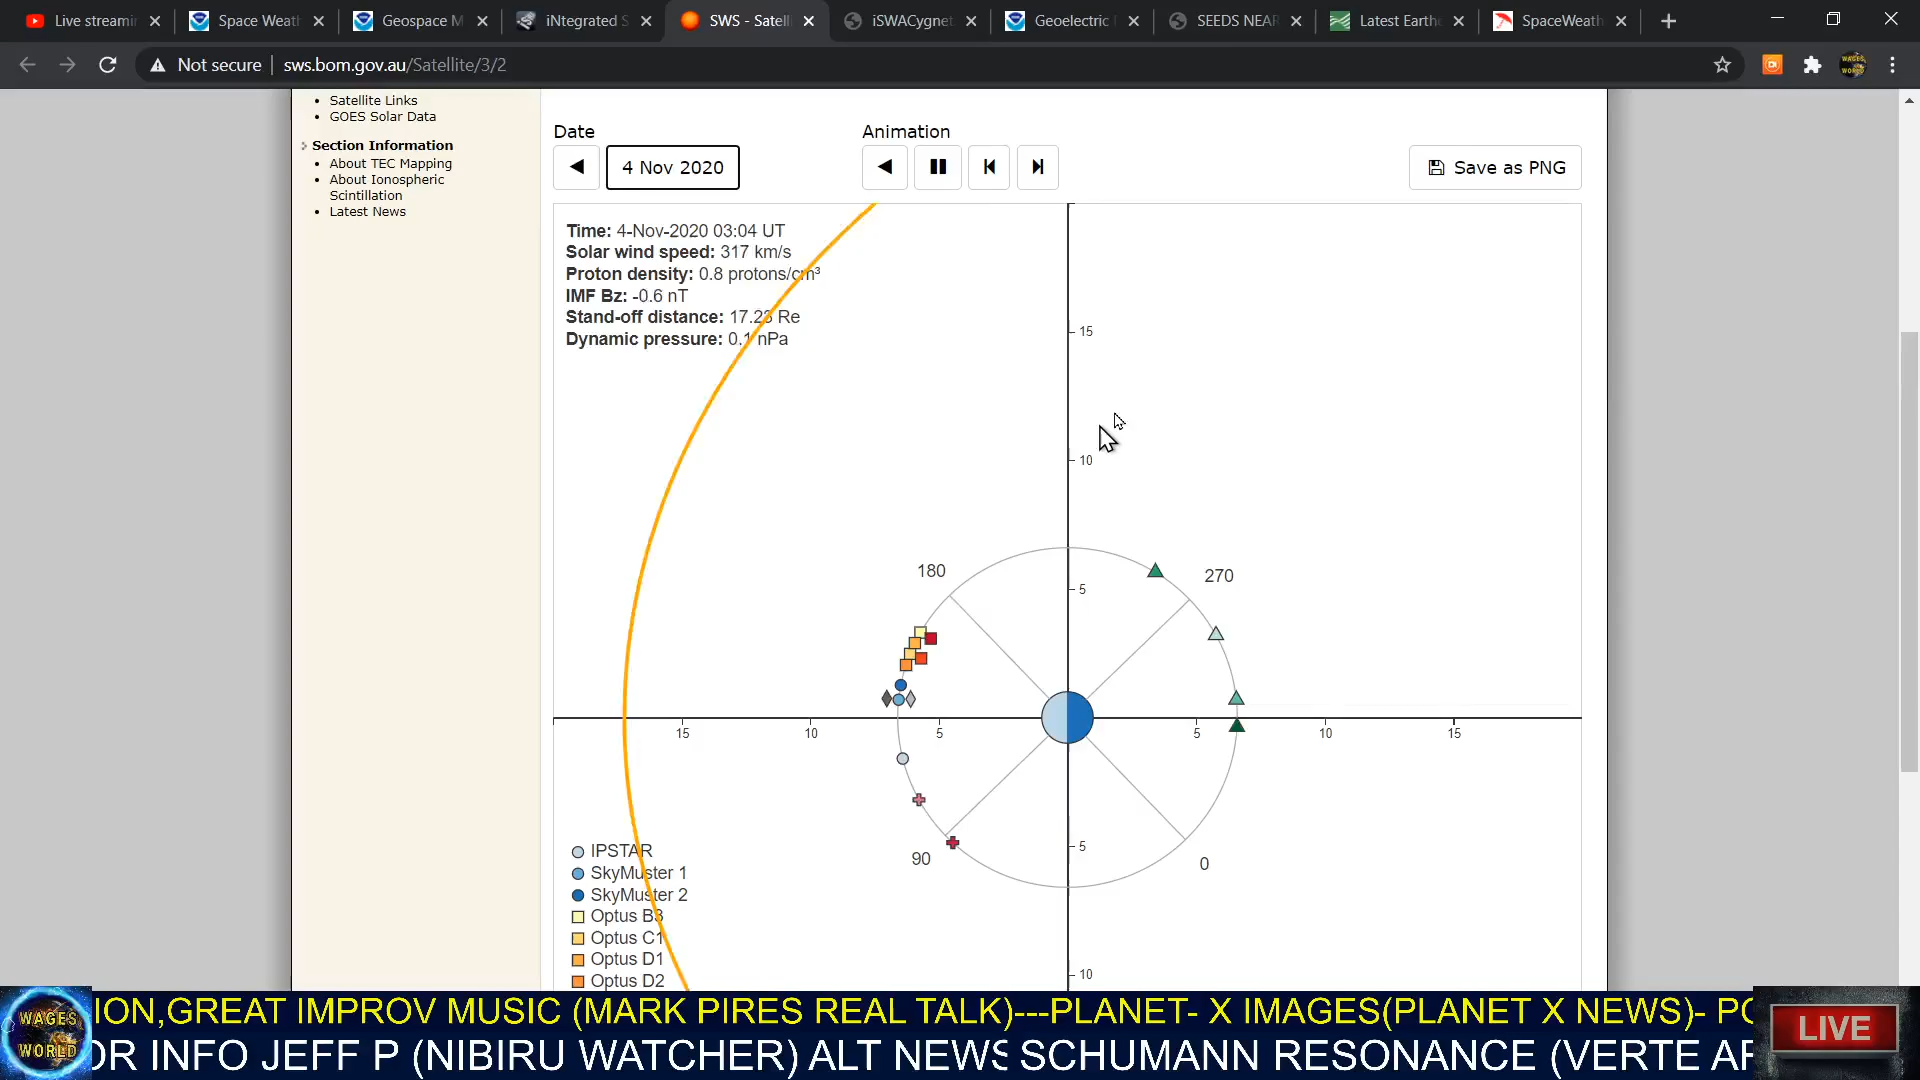 Live streamin
Space Weath
Geospace M
iNtegrated S
SWS - Satell
iSWACygnet
Geoelectric
SEEDS NEAR
Latest Earth
SpaceWeath
Not secure
sws.bom.gov.au/Satellite/3/2
Satellite Links
GOES Solar Data
Section Information
About TEC Mapping
About Ionospheric
Scintillation
Latest News
Date
4 Nov 2020
Animation
Save as PNG
Time: 4-Nov-2020 03:04 UT
Solar wind speed: 317 km/s
Proton density: 0.8 protons/cm³
IMF Bz: -0.6 nT
Stand-off distance: 17.23 Re
Dynamic pressure: 0.1 nPa
15
10
5
180
270
15
10
5
5
10
15
90
0
5
10
IPSTAR
SkyMuster 1
SkyMuster 2
Optus B3
Optus C1
Optus D1
Optus D2
WAGES
WORLD
ION,GREAT IMPROV MUSIC (MARK PIRES REAL TALK)---PLANET- X IMAGES(PLANET X NEWS)- PO
OR INFO JEFF P (NIBIRU WATCHER) ALT NEWS SCHUMANN RESONANCE (VERTE AF
LIVE